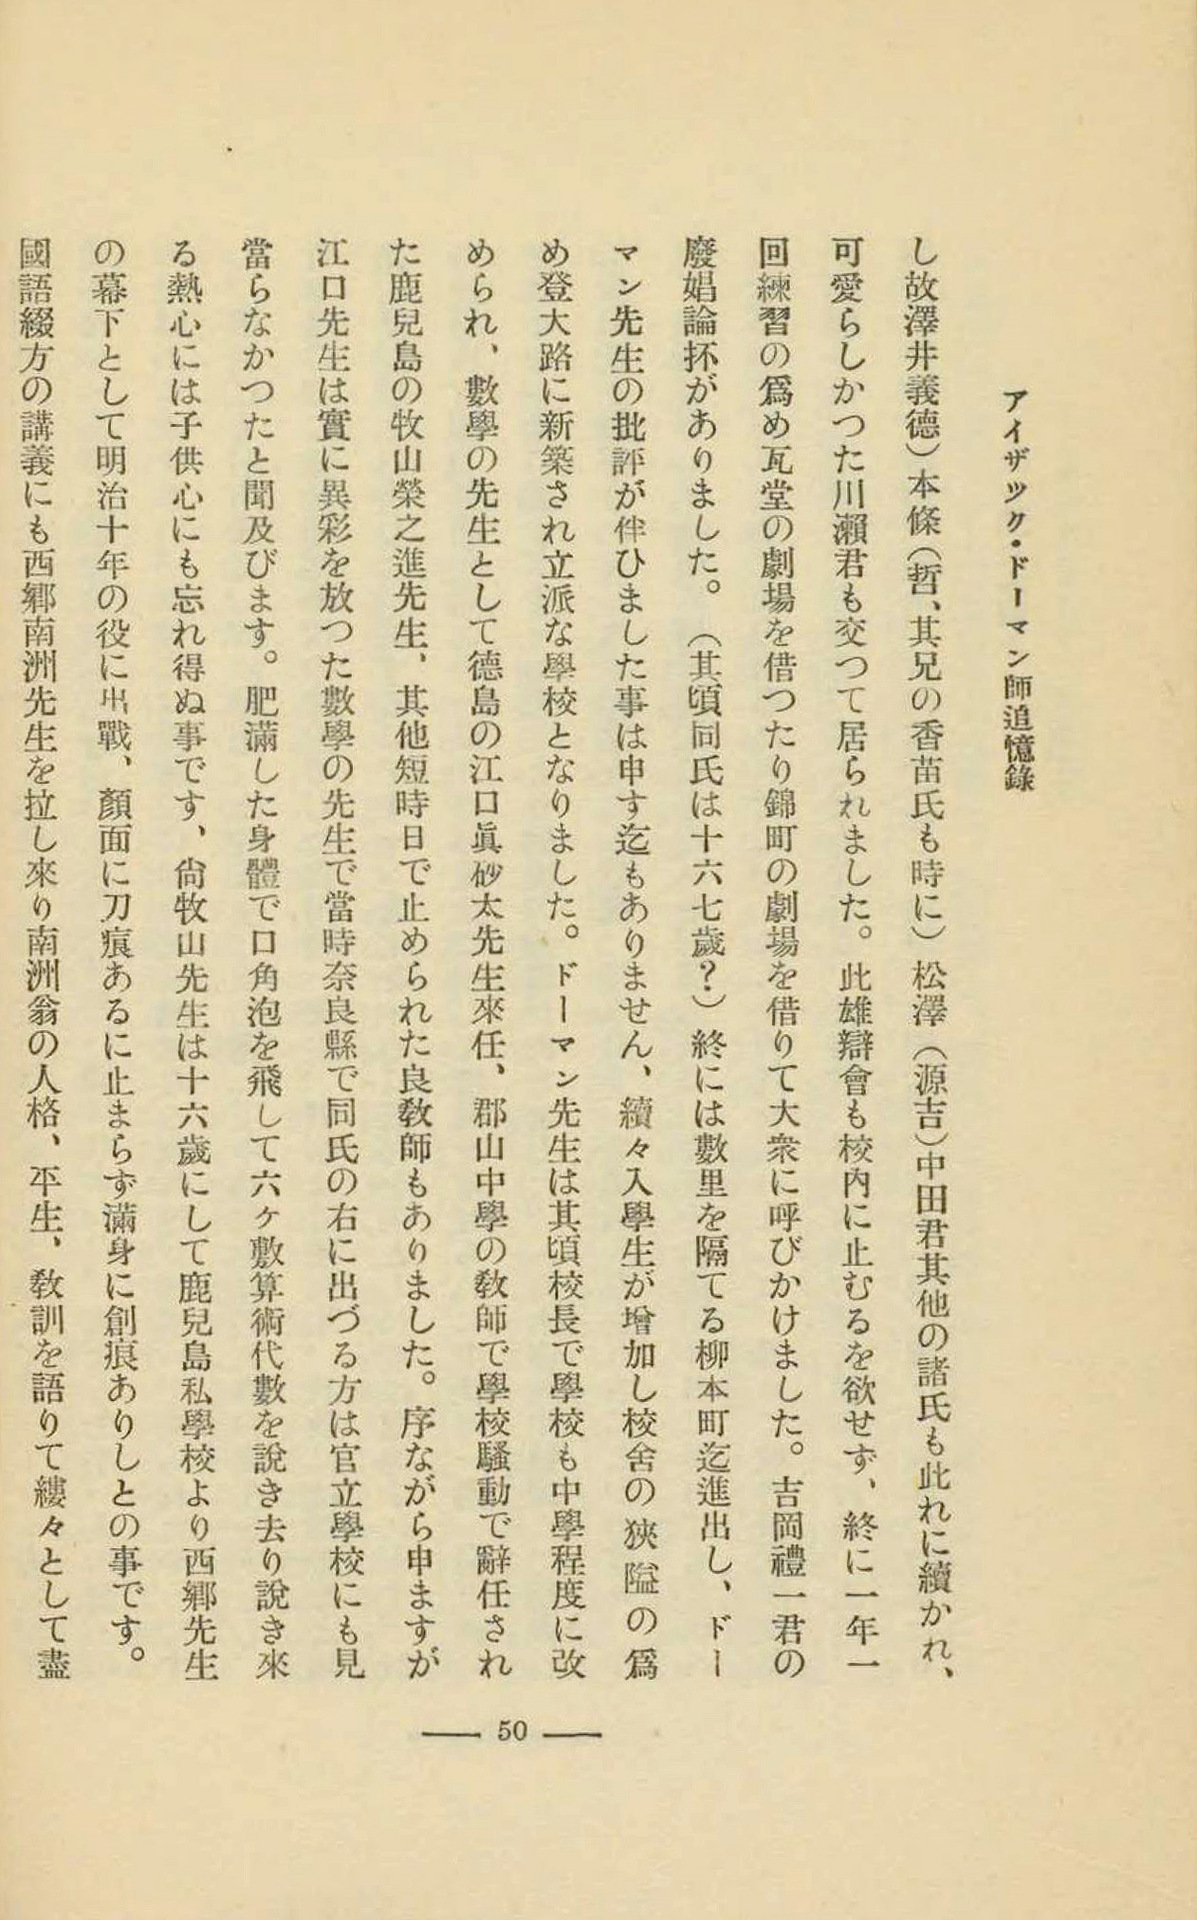 アイザック・ドーマン師追憶錄
し故澤井義德）本條（哲、其兄の香苗氏も時に）松澤（源吉）中田君其他の諸氏も此れに續かれ、
可愛らしかつた川瀨君も交つて居られました。此雄辯會も校内に止むるを欲せず、終に一年一
回練習の爲め瓦堂の劇場を借つたり錦町の劇場を借りて大衆に呼びかけました。吉岡禮一君の
廢娼論抔がありました。（其頃同氏は十六七歲？）終には數里を隔てる柳本町迄進出し、ドー
マン先生の批評が伴ひました事は申す迄もありません、續々入學生が增加し校舍の狹隘の爲
め登大路に新築され立派な學校となりました。ドーマン先生は其頃校長で學校も中學程度に改
められ、數學の先生として德島の江口眞砂太先生來任、郡山中學の敎師で學校騷動で辭任され
た鹿兒島の牧山榮之進先生、其他短時日で止められた良敎師もありました。序ながら申ますが
江口先生は實に異彩を放つた數學の先生で當時奈良縣で同氏の右に出づる方は官立學校にも見
當らなかつたと聞及びます。肥滿した身體で口角泡を飛して六ヶ敷算術代數を說き去り說き來
る熱心には子供心にも忘れ得ぬ事です、尙牧山先生は十六歲にして鹿兒島私學校より西鄕先生
の幕下として明治十年の役に出戰、顏面に刀痕あるに止まらず滿身に創痕ありしとの事です。
國語綴方の講義にも西鄕南洲先生を拉し來り南洲翁の人格、平生、敎訓を語りて縷々として盡
50